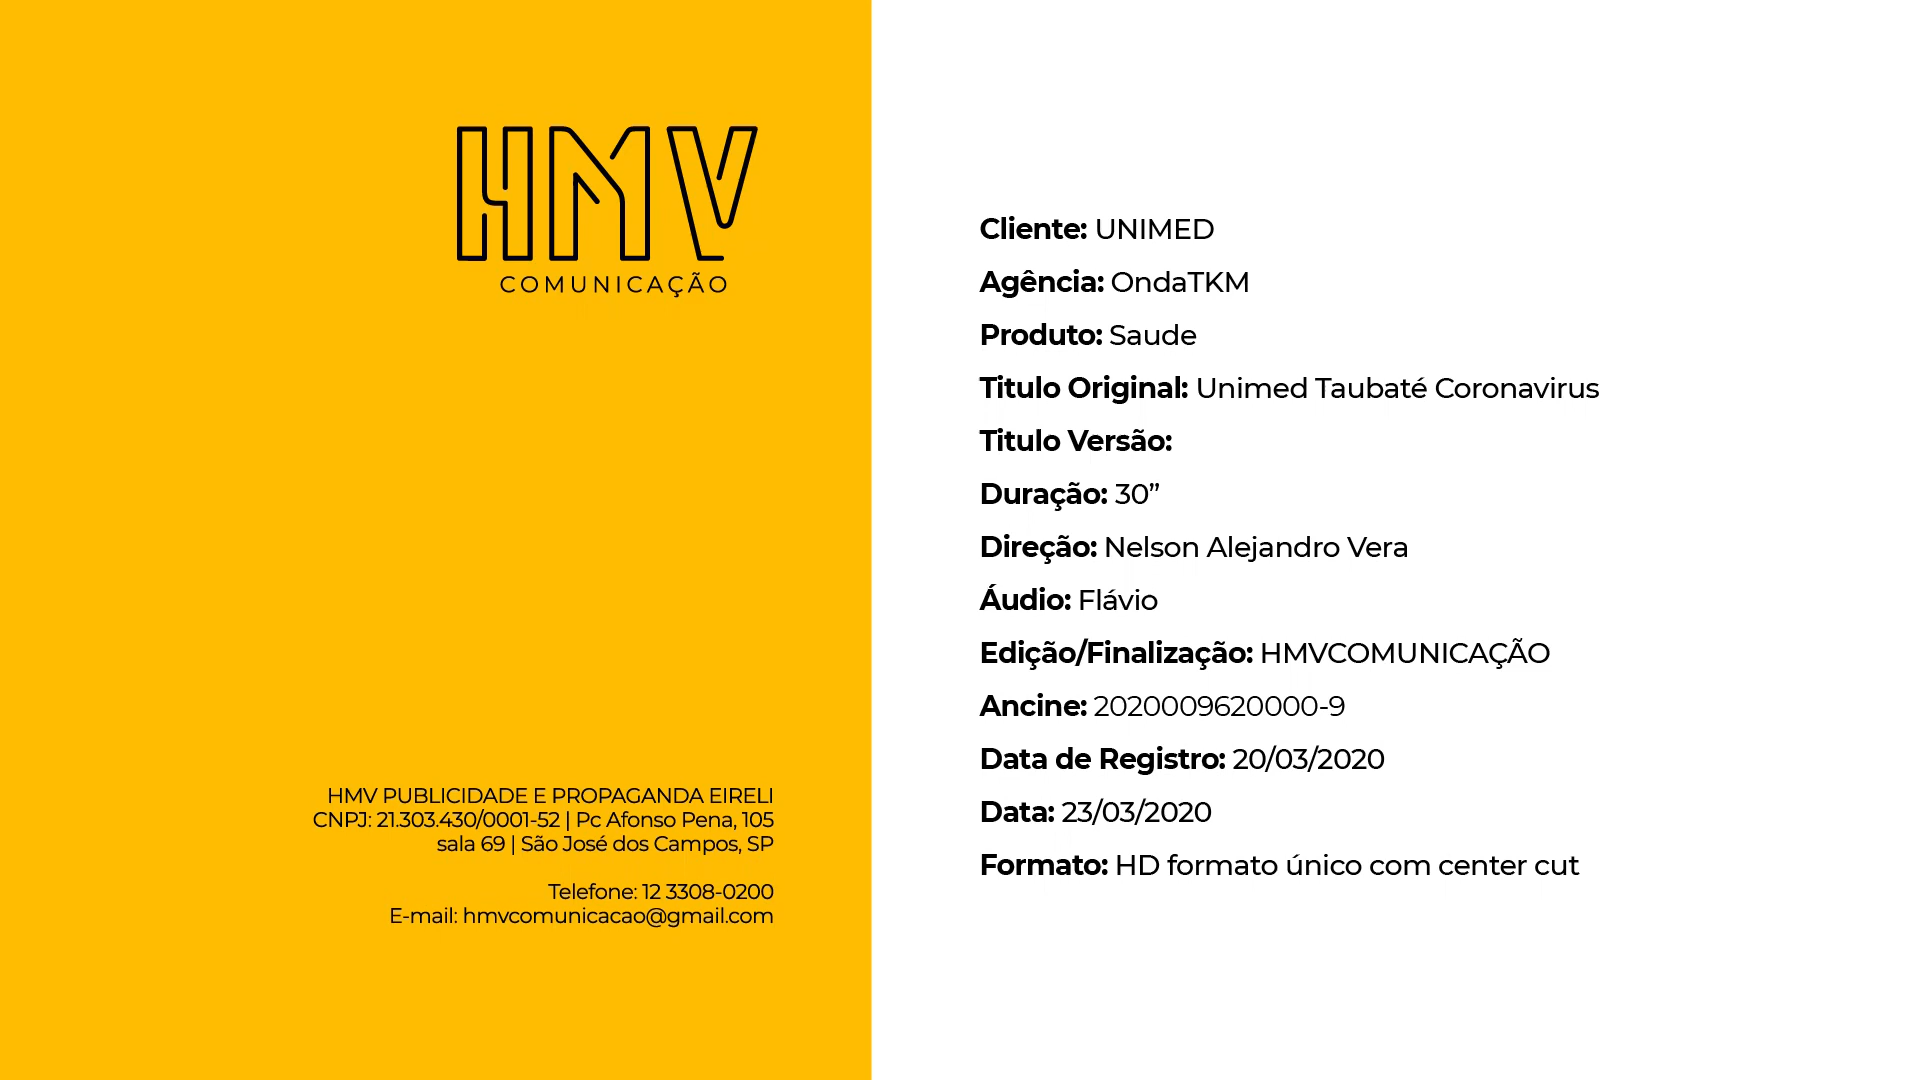 HMV
COMUNICAÇÃO
HMV PUBLICIDADE E PROPAGANDA EIRELI
CNPJ: 21.303.430/0001-52 | Pc Afonso Pena, 105
sala 69 | São José dos Campos, SP
Telefone: 12 3308-0200
E-mail: hmvcomunicacao@gmail.com
Cliente: UNIMED
Agência: OndaTKM
Produto: Saude
Titulo Original: Unimed Taubaté Coronavirus
Titulo Versão:
Duração: 30”
Direção: Nelson Alejandro Vera
Áudio: Flávio
Edição/Finalização: HMVCOMUNICAÇÃO
Ancine: 2020009620000-9
Data de Registro: 20/03/2020
Data: 23/03/2020
Formato: HD formato único com center cut